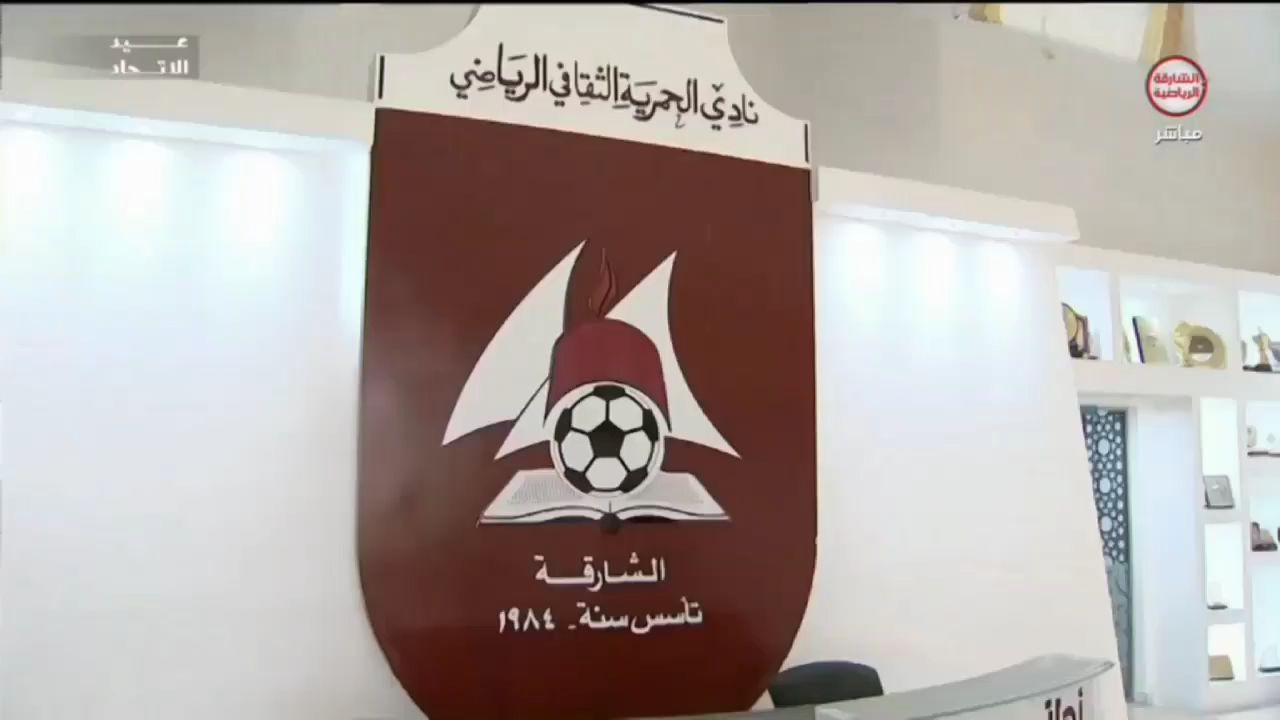 عيد
الاتحاد
الشارقة
الرياضية
مباشر
نادي الحمرية الثقافي الرياضي
الشارقة
تأسس سنة ـ ١٩٨٤